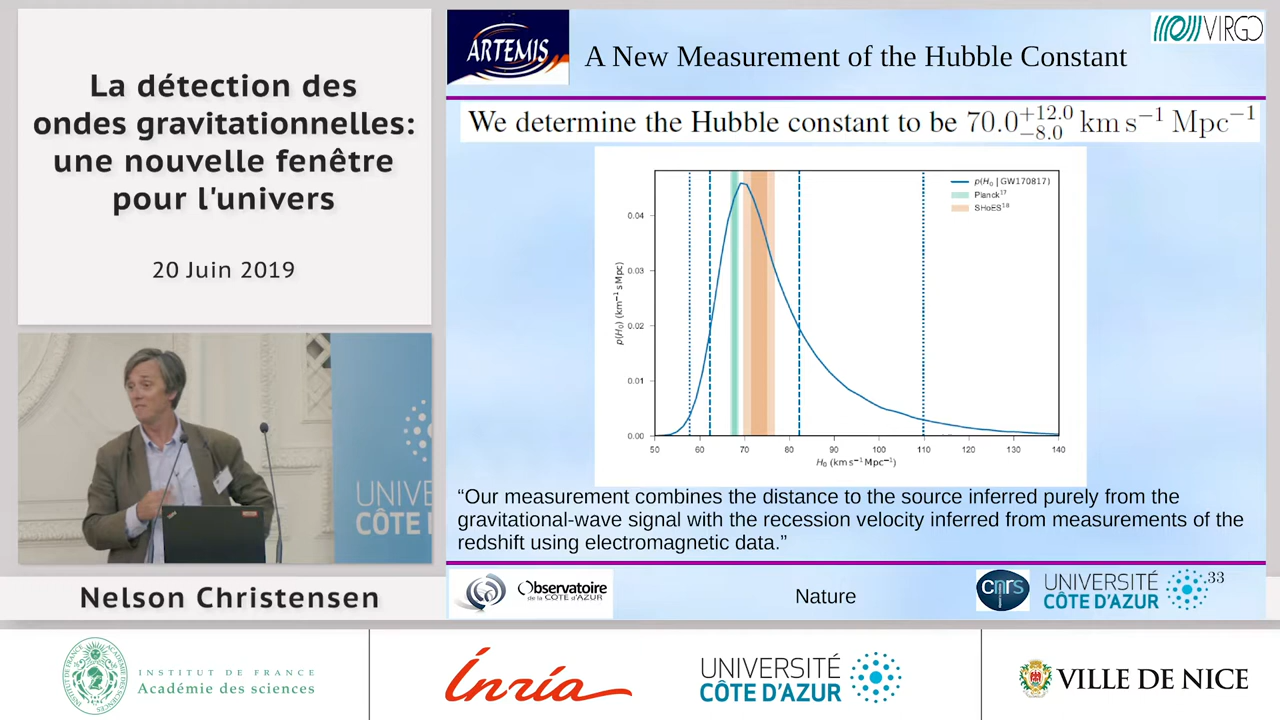 La détection des
ondes gravitationnelles:
une nouvelle fenêtre
pour l'univers
20 Juin 2019
UNIVE
CÔTE
Nelson Christensen
ARTEMIS
A New Measurement of the Hubble Constant
VIRGO
We determine the Hubble constant to be 70.0 +12.0 −8.0 km s−1 Mpc−1
p(H0 | GW170817)
Planck17
SHoES18
p(H0) (km−1 s Mpc)
0.04
0.03
0.02
0.01
0.00
50 60 70 80 90 100 110 120 130 140
H0 (km s−1 Mpc−1)
“Our measurement combines the distance to the source inferred purely from the
gravitational-wave signal with the recession velocity inferred from measurements of the
redshift using electromagnetic data.”
Observatoire
de la CÔTE d'AZUR
Nature
cnrs
UNIVERSITÉ
CÔTE D'AZUR
33
INSTITUT DE FRANCE
Académie des sciences
Inria
UNIVERSITÉ
CÔTE D'AZUR
VILLE DE NICE